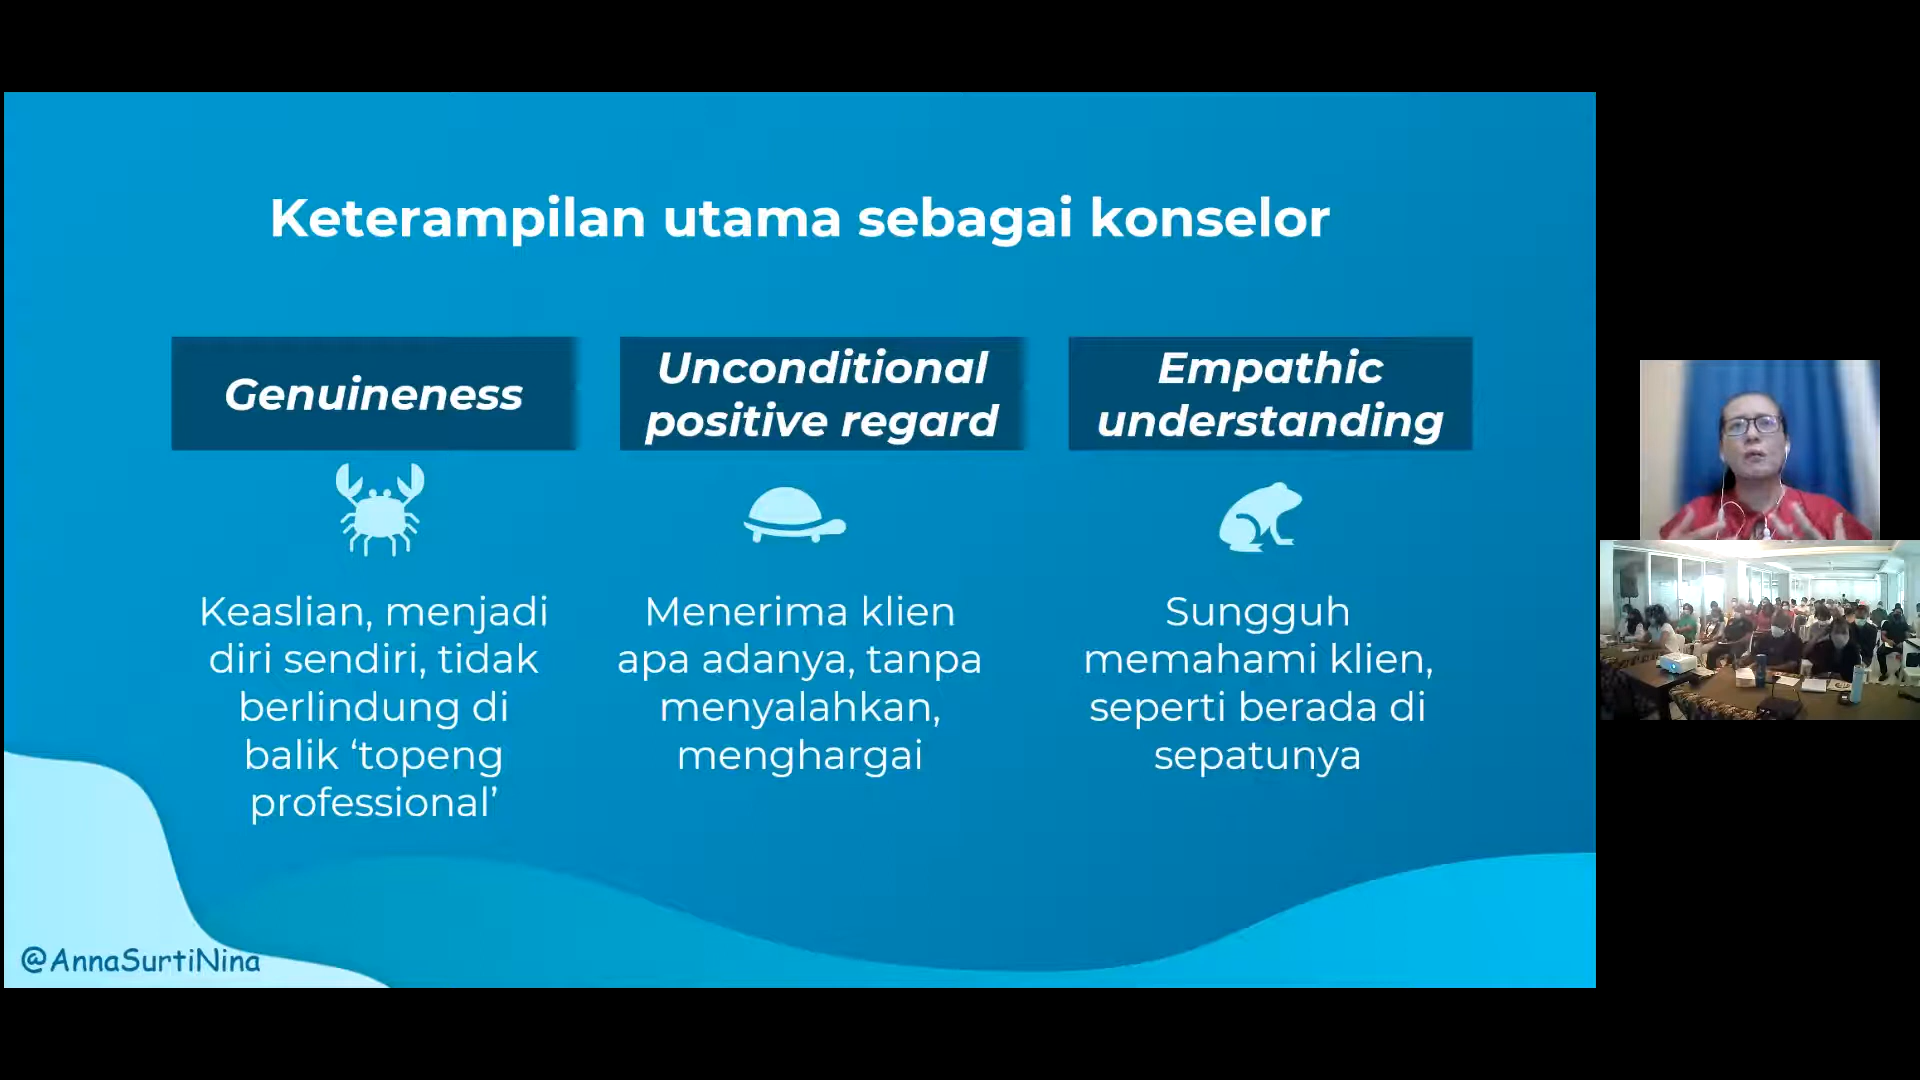 Keterampilan utama sebagai konselor
Genuineness
Unconditional
positive regard
Empathic
understanding
Keaslian, menjadi
diri sendiri, tidak
berlindung di
balik ‘topeng
professional’
Menerima klien
apa adanya, tanpa
menyalahkan,
menghargai
Sungguh
memahami klien,
seperti berada di
sepatunya
@AnnaSurtiNina